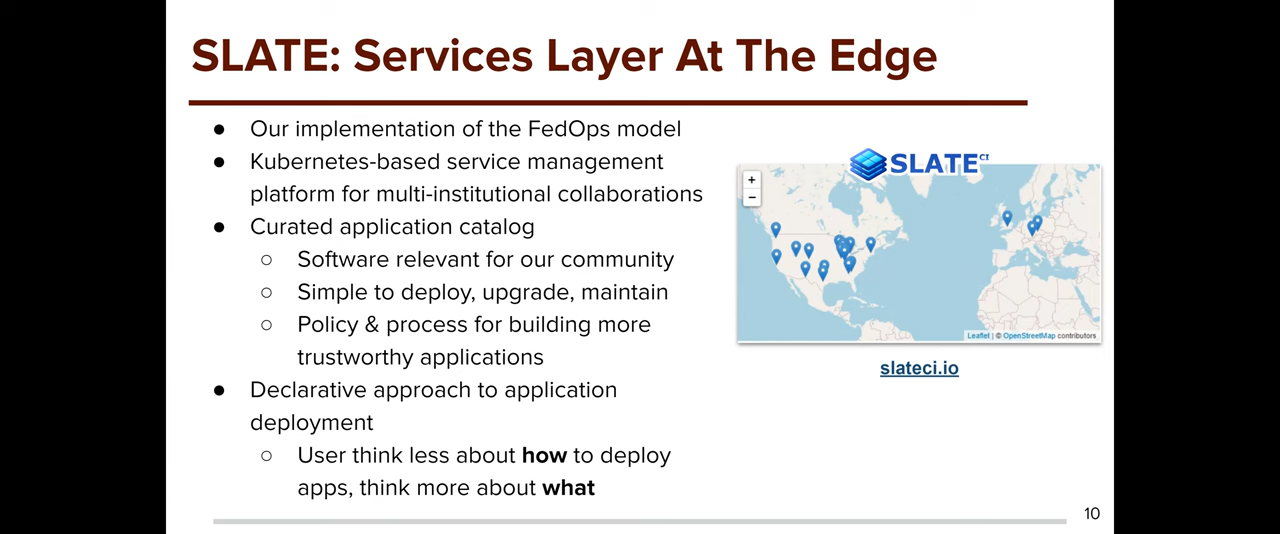 SLATE: Services Layer At The Edge
● Our implementation of the FedOps model
● Kubernetes-based service management
platform for multi-institutional collaborations
● Curated application catalog
○ Software relevant for our community
○ Simple to deploy, upgrade, maintain
○ Policy & process for building more
trustworthy applications
● Declarative approach to application
deployment
○ User think less about how to deploy
apps, think more about what
SLATE CI
+
−
Leaflet | © OpenStreetMap contributors
slateci.io
10